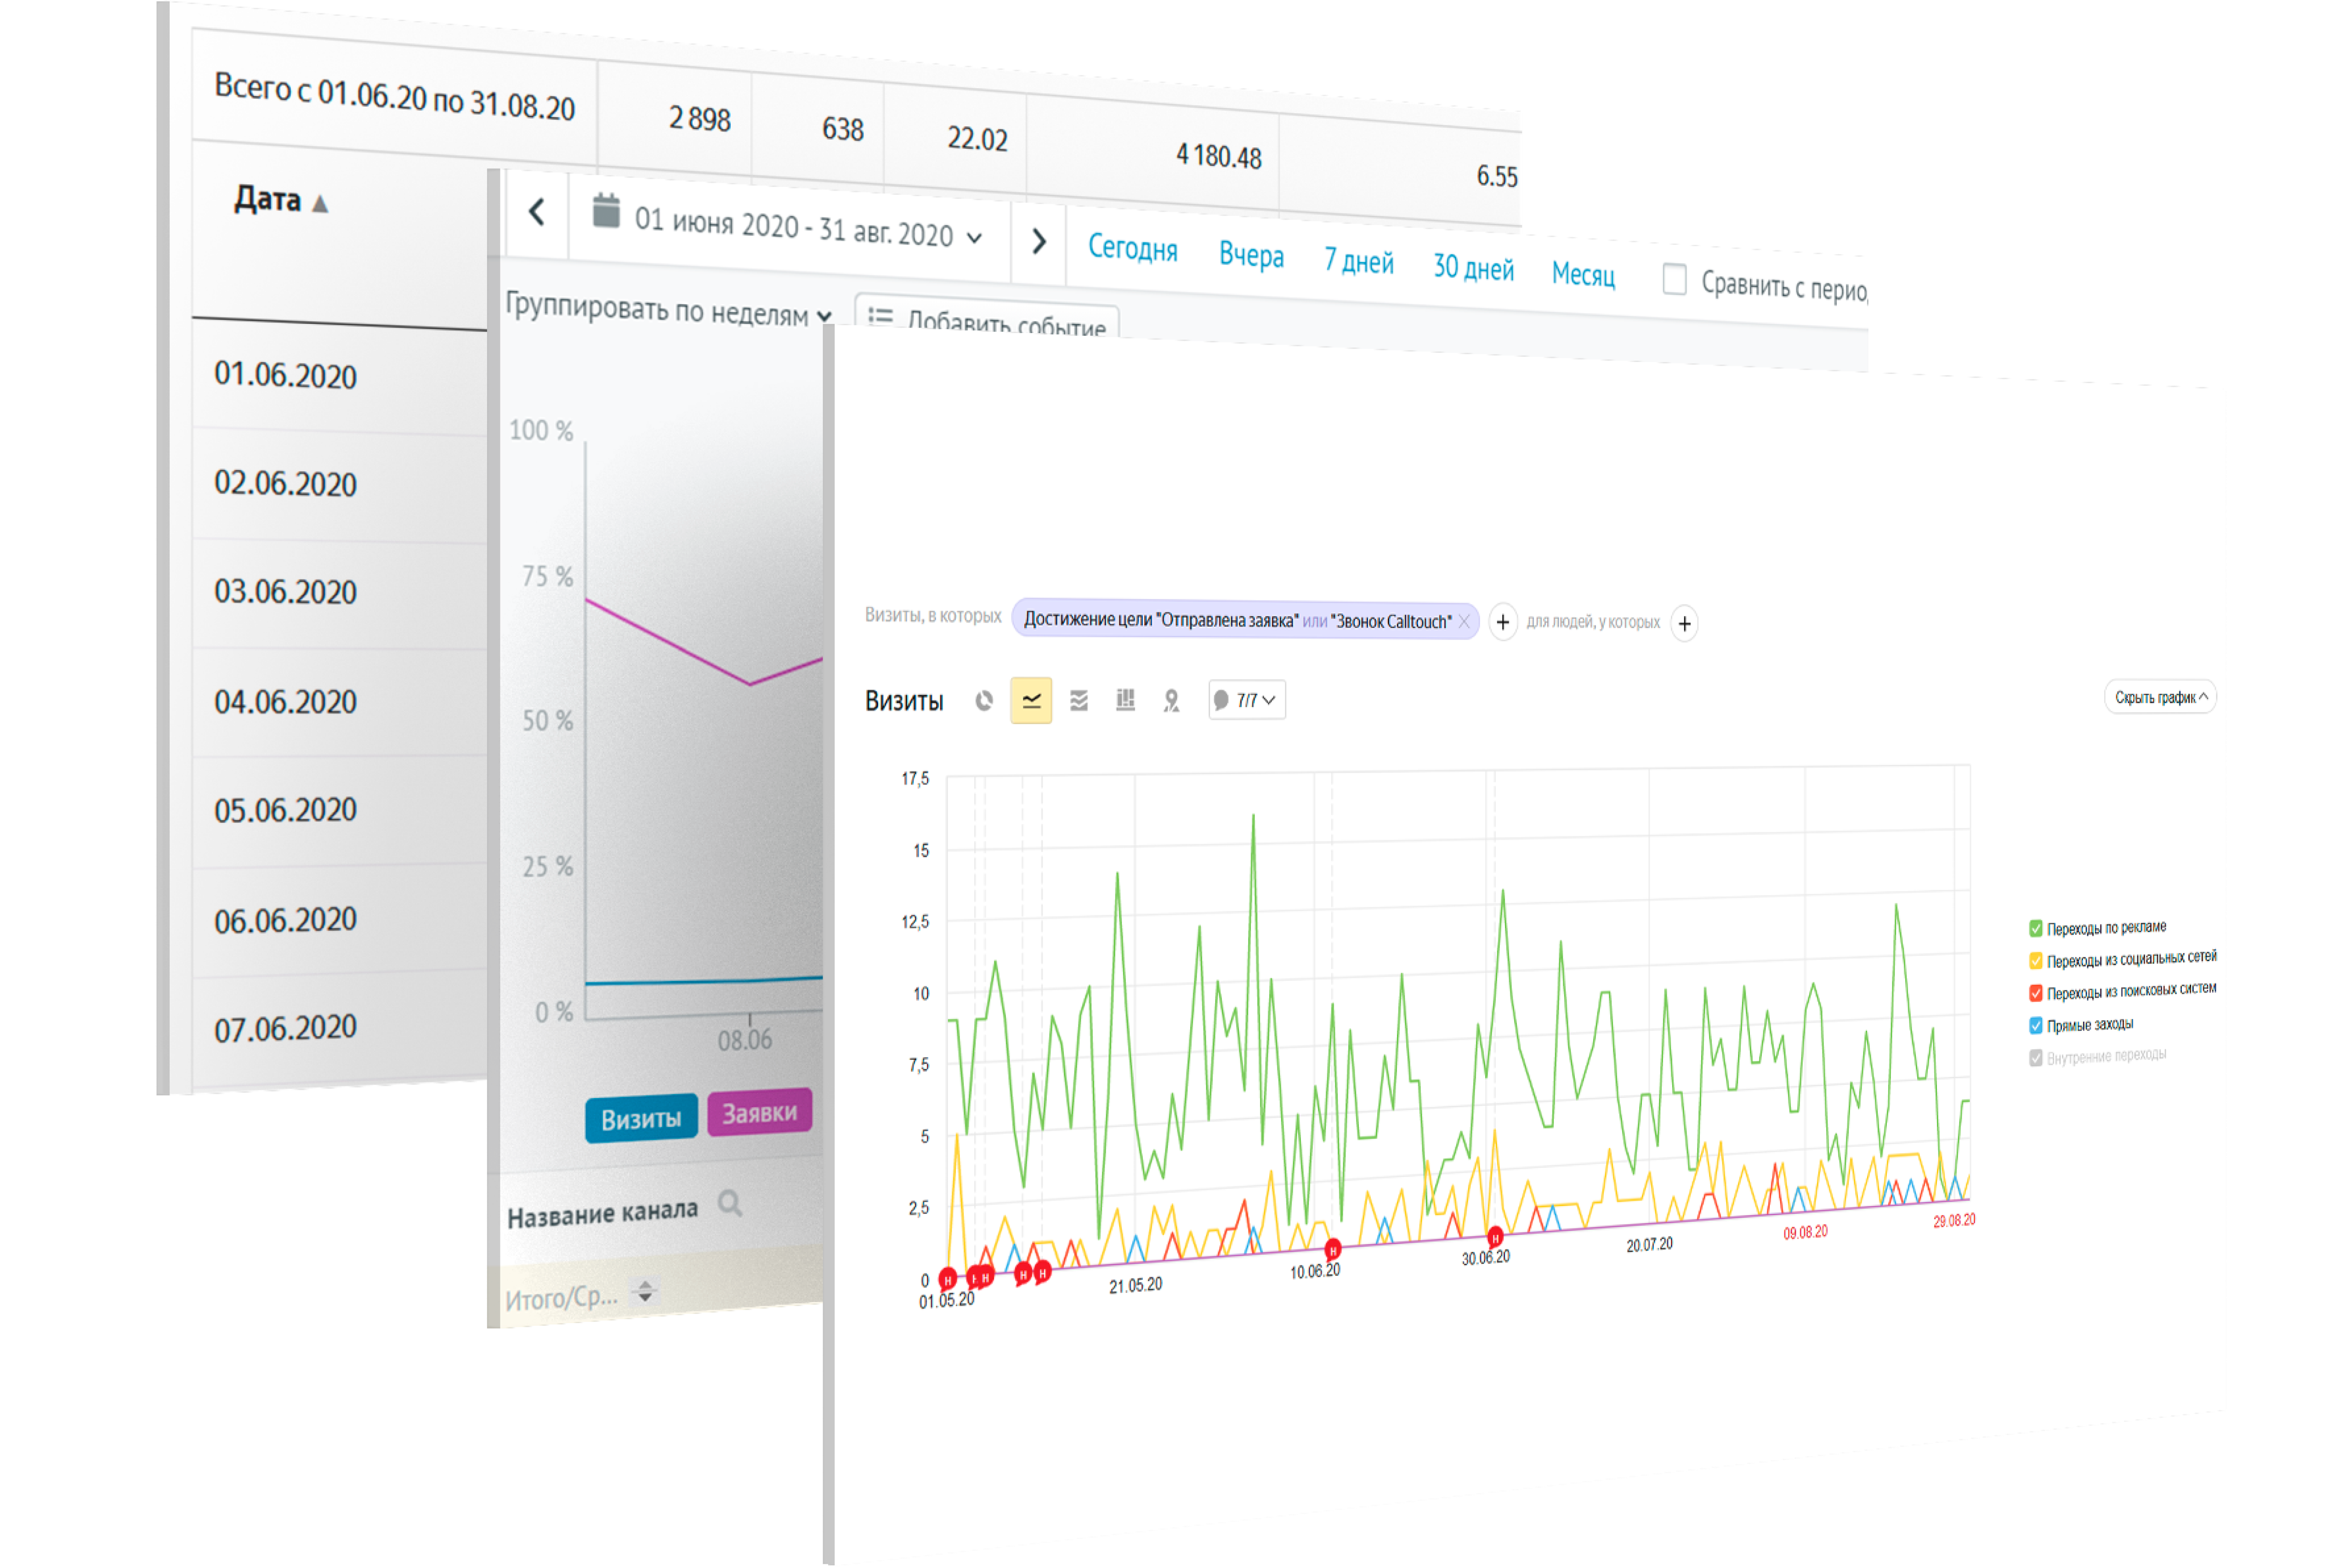 Всего с 01.06.20 по 31.08.20 2 898 638 22.02 4 180.48 6.55
Дата
01.06.2020
02.06.2020
03.06.2020
04.06.2020
05.06.2020
06.06.2020
07.06.2020
01 июня 2020 - 31 авг. 2020 Сегодня Вчера 7 дней 30 дней Месяц Сравнить с перио
Группировать по неделям Добавить событие
100 %
75 %
50 %
25 %
0 %
08.06
Визиты Заявки
Название канала
Итого/Ср...
Визиты, в которых Достижение цели "Отправлена заявка" или "Звонок Calltouch" для людей, у которых
Визиты 7/7 Скрыть график
17,5
15
12,5
10
7,5
5
2,5
0
01.05.20 21.05.20 10.06.20 30.06.20 20.07.20 09.08.20 29.08.20
Н Н Н Н Н Н Н
Переходы по рекламе
Переходы из социальных сетей
Переходы из поисковых систем
Прямые заходы
Внутренние переходы